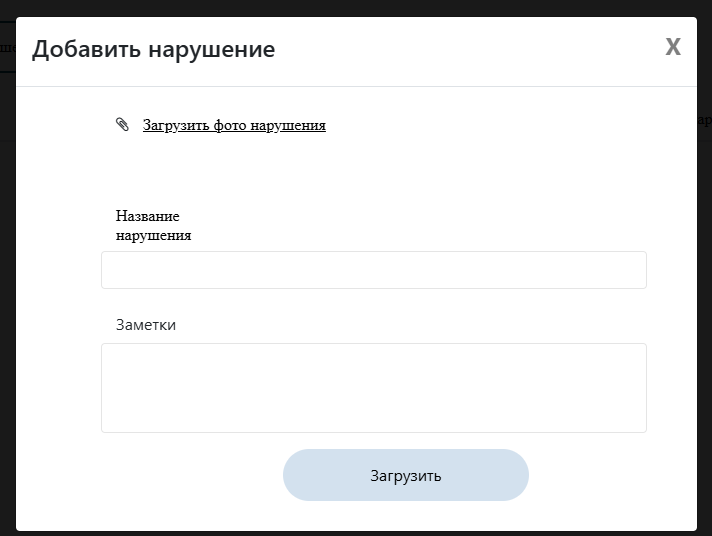 Добавить нарушение
X
Загрузить фото нарушения
Название
нарушения
Заметки
Загрузить